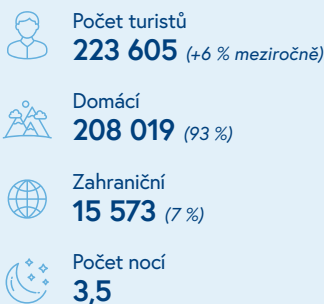 Počet turistů
223 605 (+6 % meziročně)
Domácí
208 019 (93 %)
Zahraniční
15 573 (7 %)
Počet nocí
3,5